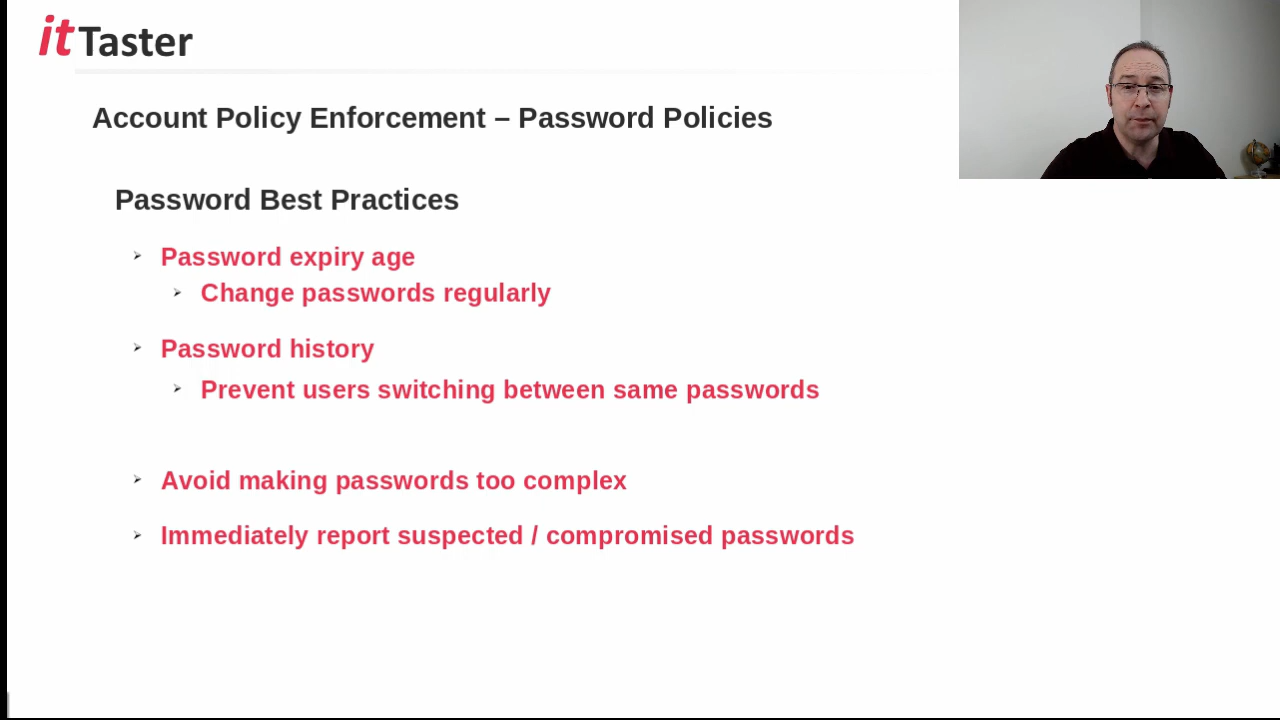 itTaster
Account Policy Enforcement – Password Policies
Password Best Practices
Password expiry age
Change passwords regularly
Password history
Prevent users switching between same passwords
Avoid making passwords too complex
Immediately report suspected / compromised passwords